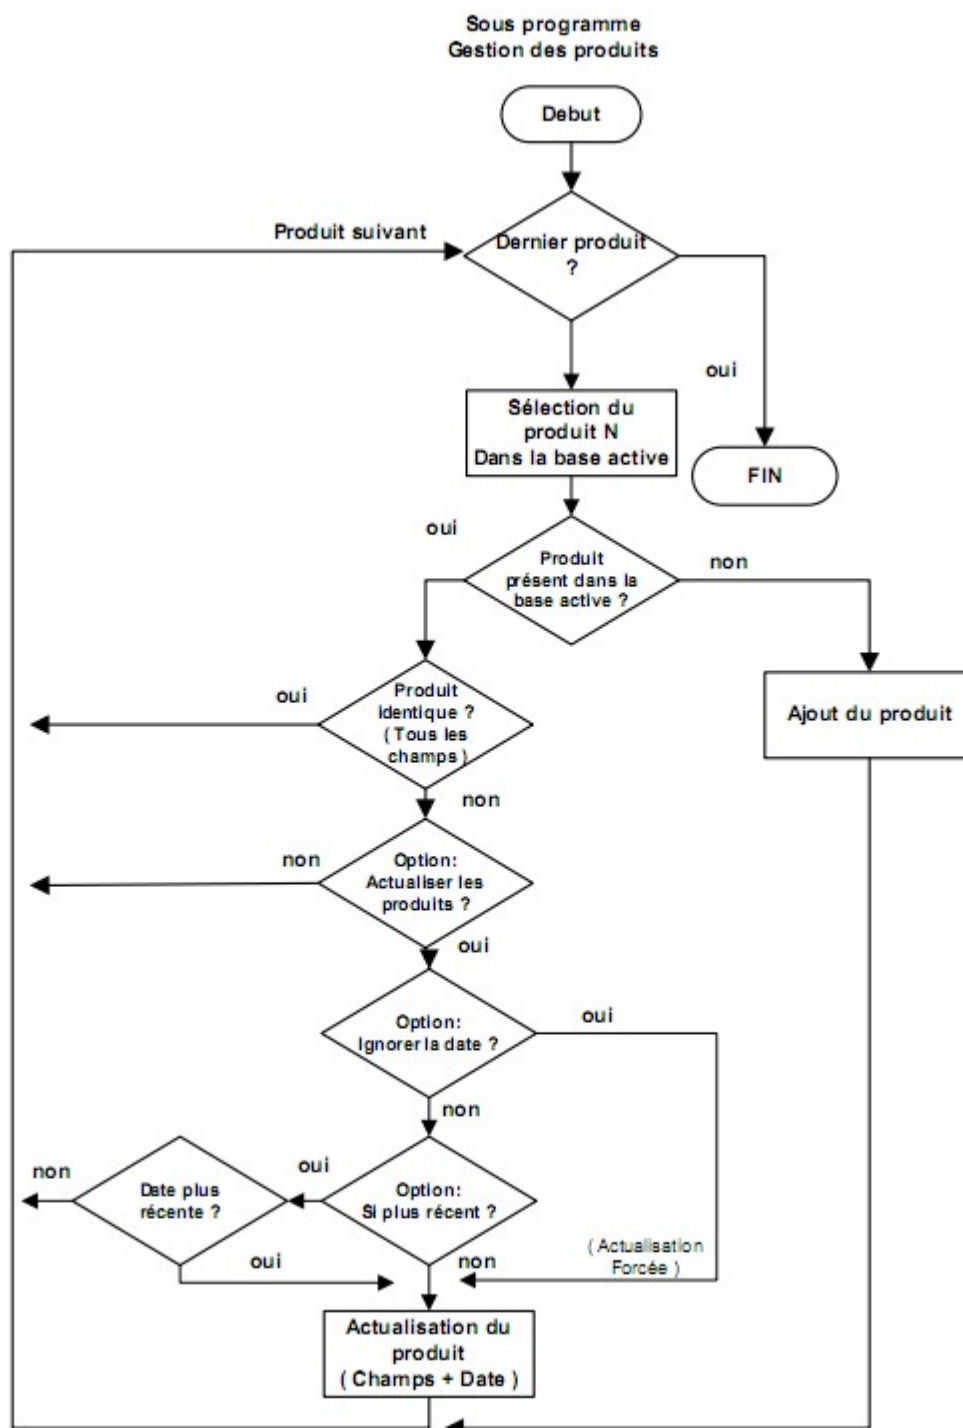 Sous programme
Gestion des produits
Debut
Produit suivant
Dernier produit
?
oui
Sélection du
produit N
Dans la base active
FIN
oui
Produit
présent dans la
base active ?
non
oui
Produit
identique ?
( Tous les
champs )
Ajout du produit
non
non
Option:
Actualiser les
produits ?
oui
Option:
Ignorer la date ?
oui
non
non
Date plus
récente ?
oui
Option:
Si plus récent ?
oui
non
( Actualisation
Forcée )
Actualisation du
produit
( Champs + Date )